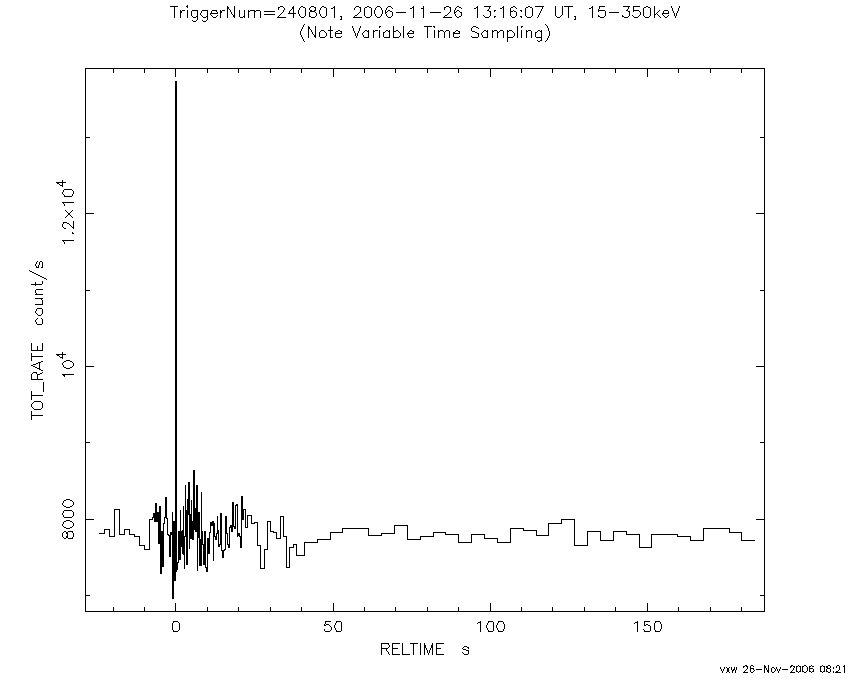 TriggerNum=240801, 2006-11-26 13:16:07 UT, 15-350keV
(Note Variable Time Sampling)
TOT_RATE count/s
1.2×10⁴
10⁴
8000
0 50 100 150
RELTIME s
vxw 26-Nov-2006 08:21